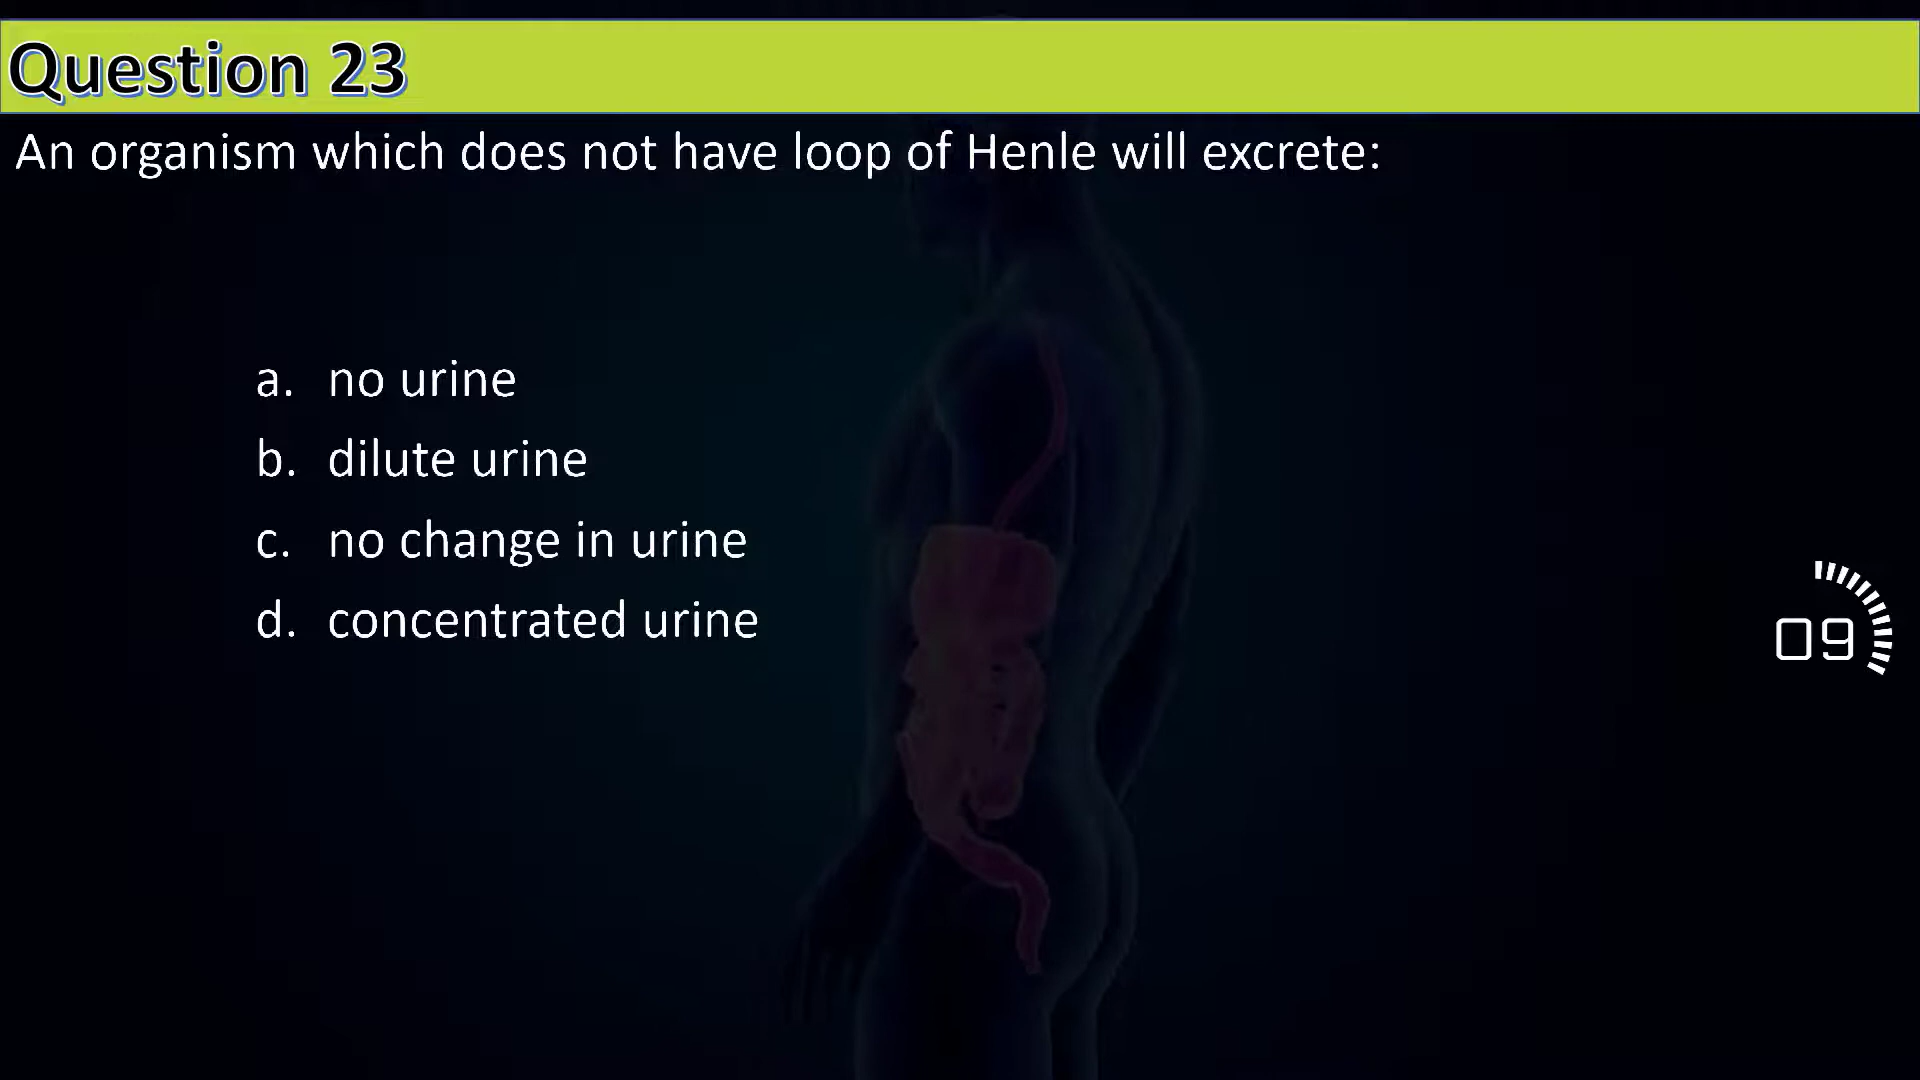 Question 23
An organism which does not have loop of Henle will excrete:
a. no urine
b. dilute urine
c. no change in urine
d. concentrated urine
09